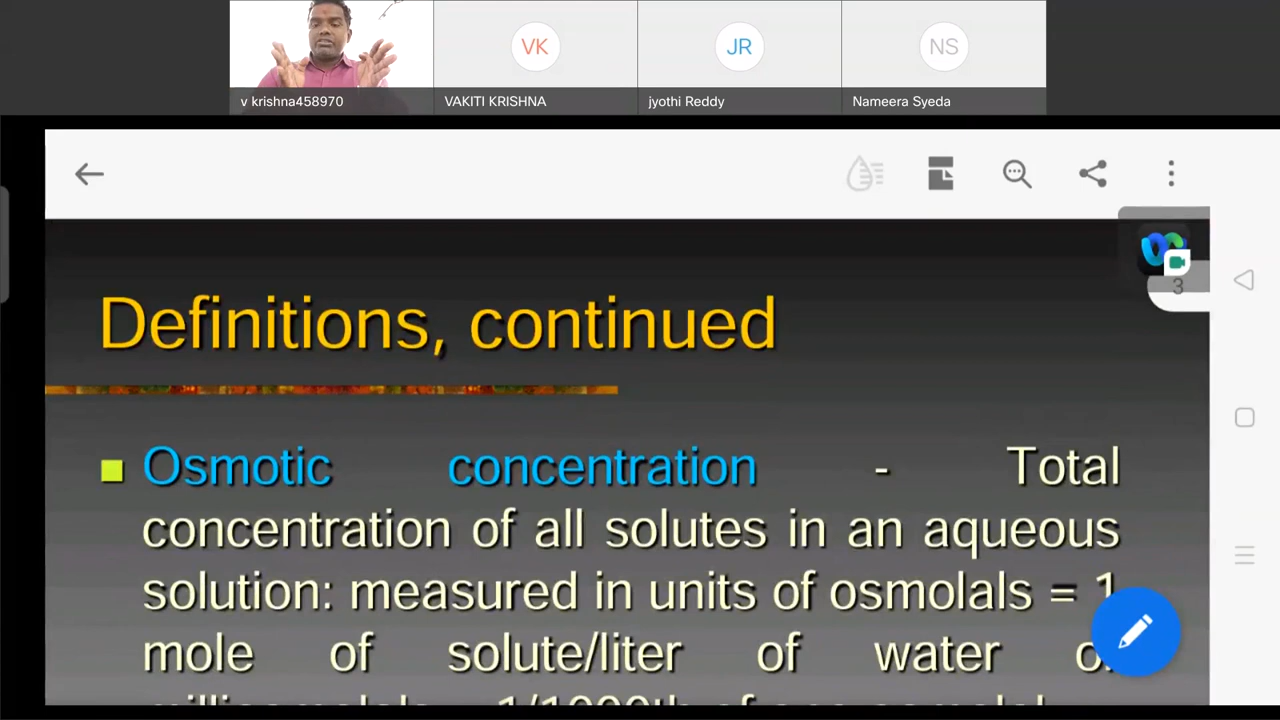 VK
JR
NS
v krishna458970
VAKITI KRISHNA
jyothi Reddy
Nameera Syeda
3
Definitions, continued
Osmotic concentration - Total
concentration of all solutes in an aqueous
solution: measured in units of osmolals = 1
mole of solute/liter of water